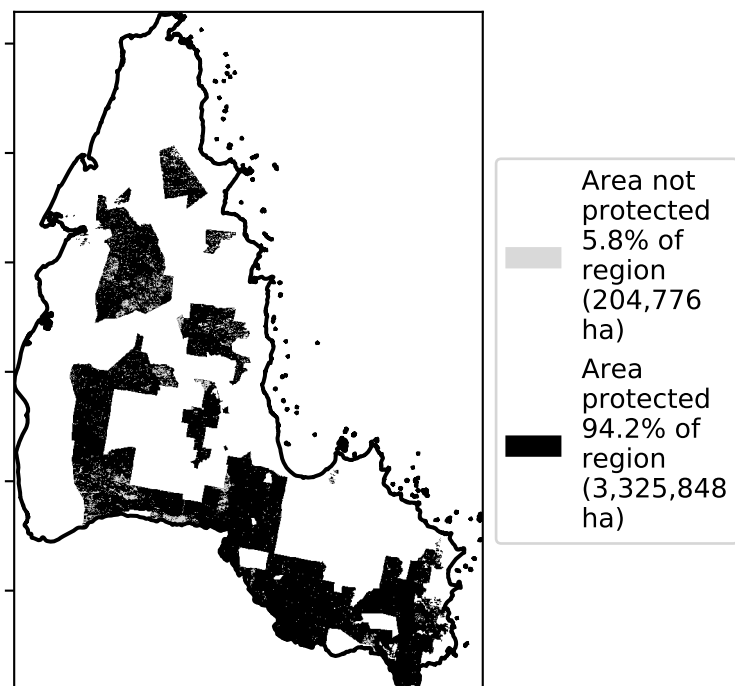 Area not
protected
5.8% of
region
(204,776
ha)
Area
protected
94.2% of
region
(3,325,848
ha)